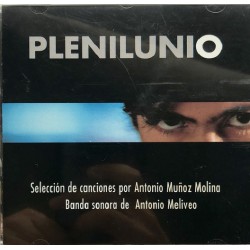 PLENILUNIO
Selección de canciones por Antonio Muñoz Molina
Banda sonora de Antonio Meliveo